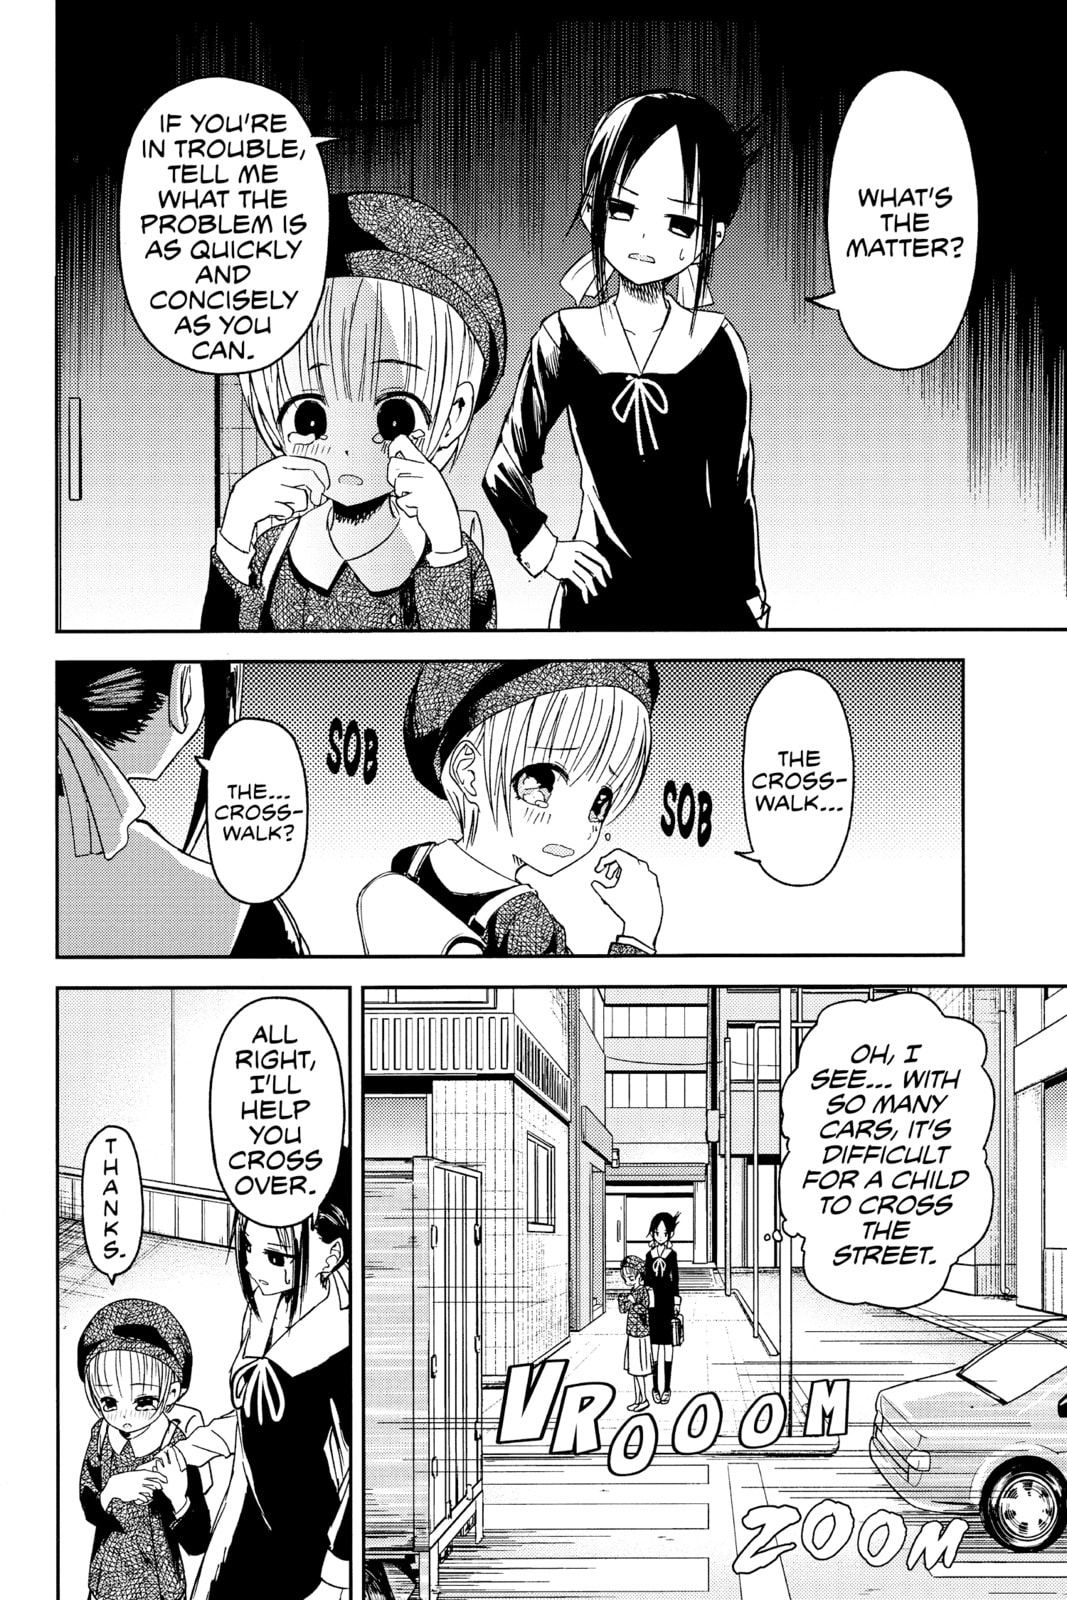 WHAT'S
THE
MATTER?
IF YOU'RE
IN TROUBLE,
TELL ME
WHAT THE
PROBLEM IS
AS QUICKLY
AND
CONCISELY
AS YOU
CAN.
THE
CROSS-
WALK...
SOB
SOB
THE...
CROSS-
WALK?
OH, I
SEE... WITH
SO MANY
CARS, IT'S
DIFFICULT
FOR A CHILD
TO CROSS
THE
STREET.
VROOOM
ZOOM
ALL
RIGHT,
I'LL
HELP
YOU
CROSS
OVER.
THANKS.